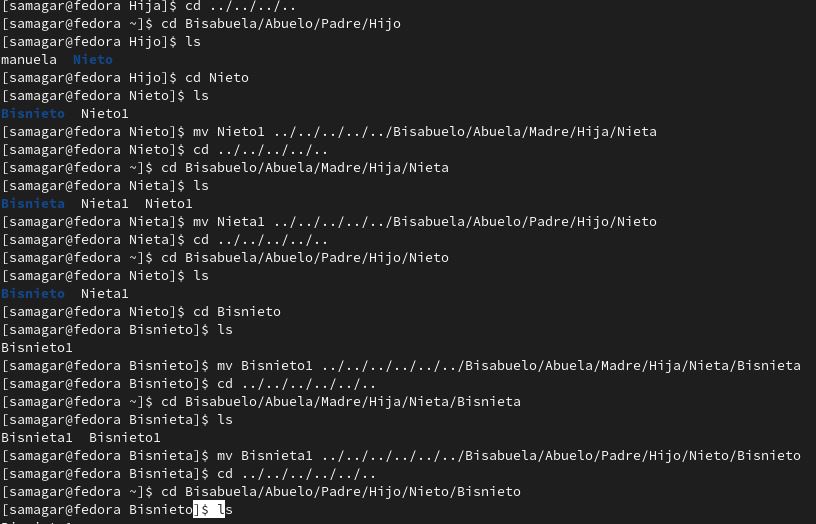 [samagar@fedora Hija]$ cd ../../../..
[samagar@fedora ~]$ cd Bisabuela/Abuelo/Padre/Hijo
[samagar@fedora Hijo]$ ls
manuela  Nieto
[samagar@fedora Hijo]$ cd Nieto
[samagar@fedora Nieto]$ ls
Bisnieto  Nieto1
[samagar@fedora Nieto]$ mv Nieto1 ../../../../../Bisabuelo/Abuela/Madre/Hija/Nieta
[samagar@fedora Nieto]$ cd ../../../../..
[samagar@fedora ~]$ cd Bisabuelo/Abuela/Madre/Hija/Nieta
[samagar@fedora Nieta]$ ls
Bisnieta  Nieta1  Nieto1
[samagar@fedora Nieta]$ mv Nieta1 ../../../../../Bisabuela/Abuelo/Padre/Hijo/Nieto
[samagar@fedora Nieta]$ cd ../../../../..
[samagar@fedora ~]$ cd Bisabuela/Abuelo/Padre/Hijo/Nieto
[samagar@fedora Nieto]$ ls
Bisnieto  Nieta1
[samagar@fedora Nieto]$ cd Bisnieto
[samagar@fedora Bisnieto]$ ls
Bisnieto1
[samagar@fedora Bisnieto]$ mv Bisnieto1 ../../../../../../Bisabuelo/Abuela/Madre/Hija/Nieta/Bisnieta
[samagar@fedora Bisnieto]$ cd ../../../../../..
[samagar@fedora ~]$ cd Bisabuelo/Abuela/Madre/Hija/Nieta/Bisnieta
[samagar@fedora Bisnieta]$ ls
Bisnieta1  Bisnieto1
[samagar@fedora Bisnieta]$ mv Bisnieta1 ../../../../../../Bisabuela/Abuelo/Padre/Hijo/Nieto/Bisnieto
[samagar@fedora Bisnieta]$ cd ../../../../../..
[samagar@fedora ~]$ cd Bisabuela/Abuelo/Padre/Hijo/Nieto/Bisnieto
[samagar@fedora Bisnieto]$ ls